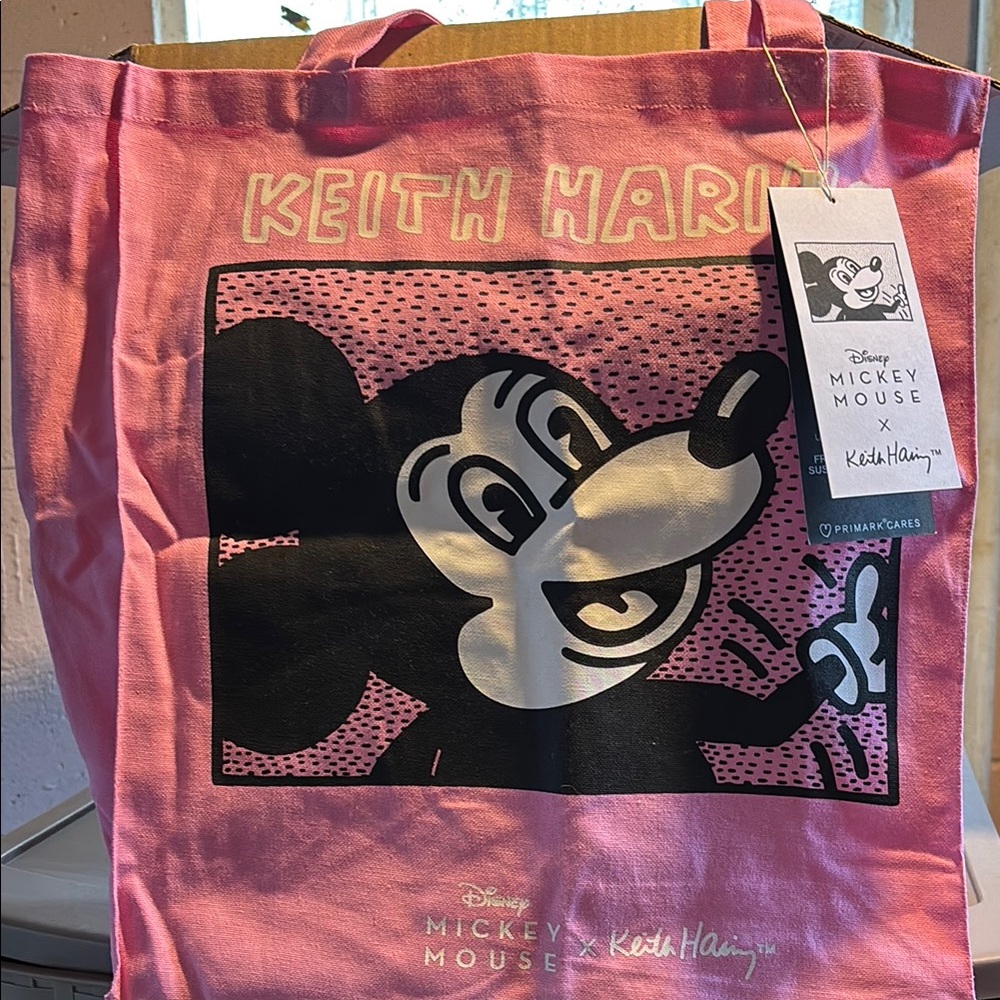 KEITH HARI
Disney
MICKEY
MOUSE
X
Keith Haring™
PRIMARK® CARES
Disney
MICKEY
MOUSE
x Keith Haring™